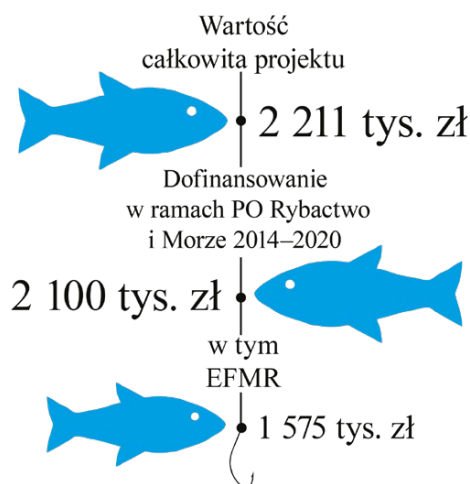 Wartość
całkowita projektu
2 211 tys. zł
Dofinansowanie
w ramach PO Rybactwo
i Morze 2014–2020
2 100 tys. zł
w tym
EFMR
1 575 tys. zł